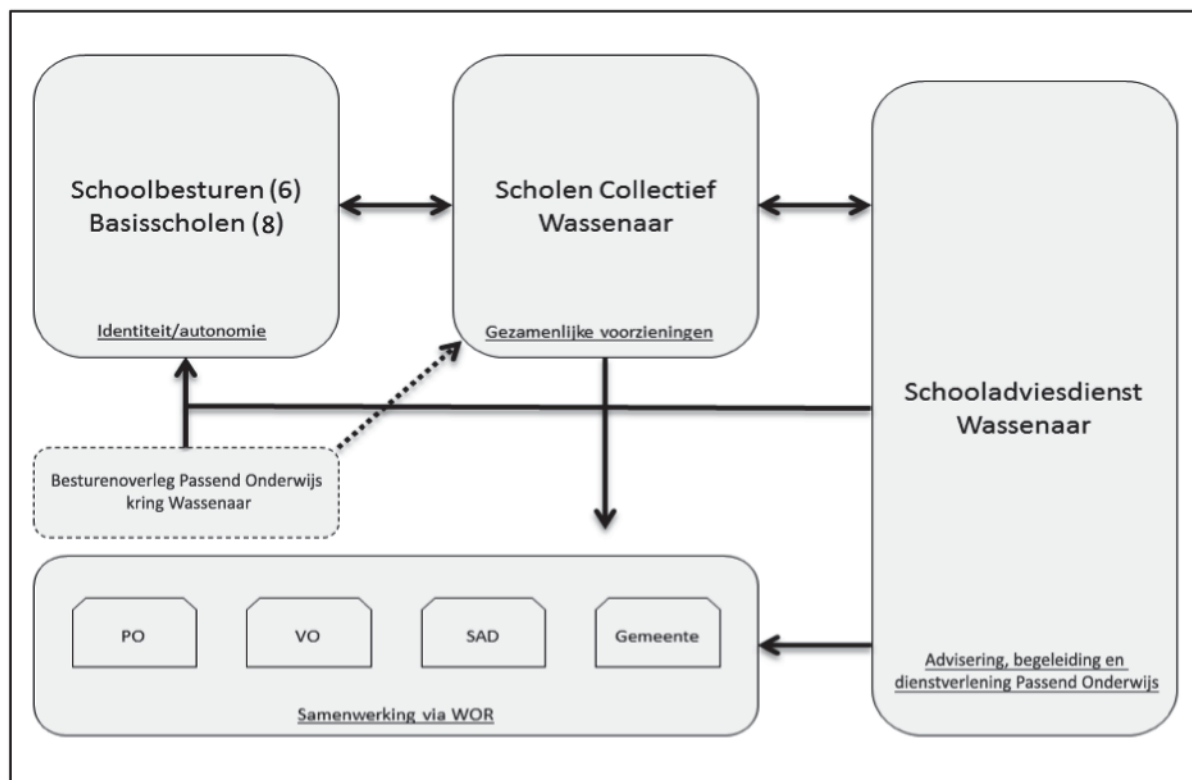 Schoolbesturen (6)
Basisscholen (8)
Identiteit/autonomie
Scholen Collectief
Wassenaar
Gezamenlijke voorzieningen
Schooladviesdienst
Wassenaar
Advisering, begeleiding en
dienstverlening Passend Onderwijs
Besturenoverleg Passend Onderwijs
kring Wassenaar
PO
VO
SAD
Gemeente
Samenwerking via WOR